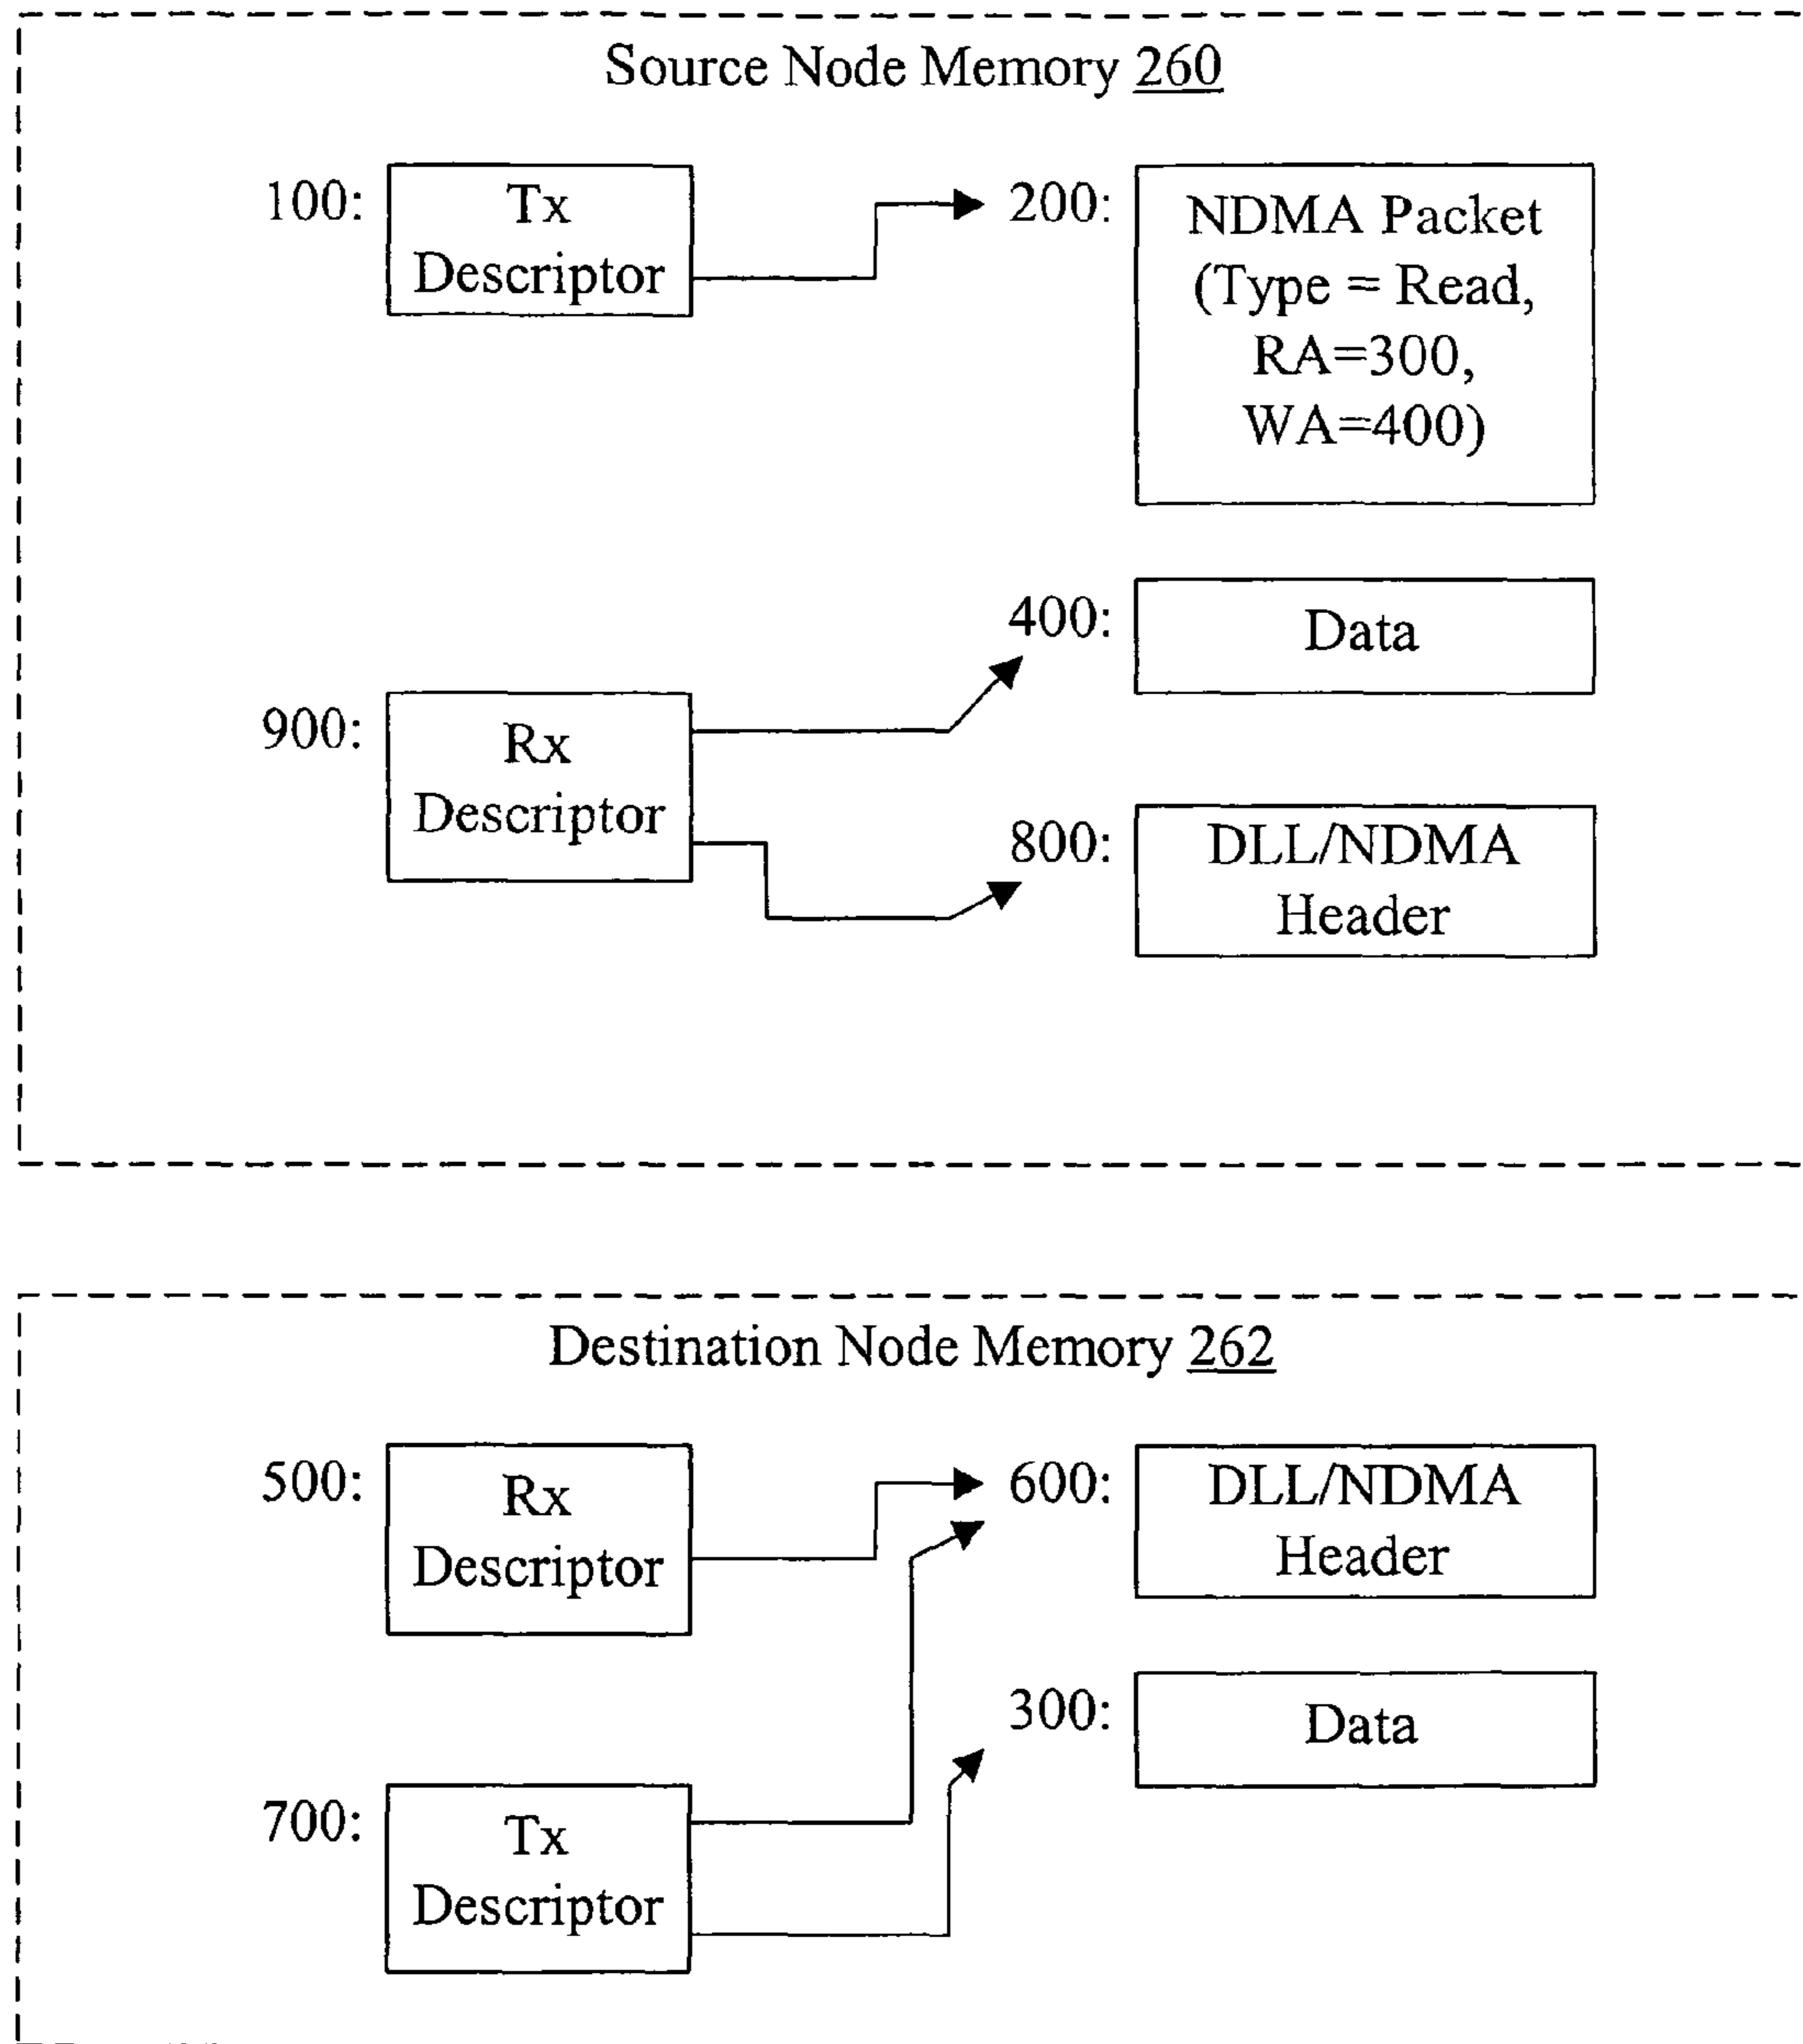 Source Node Memory 260
100:
Tx
Descriptor
200:
NDMA Packet
(Type = Read,
RA=300,
WA=400)
400:
Data
900:
Rx
Descriptor
800:
DLL/NDMA
Header
Destination Node Memory 262
500:
Rx
Descriptor
600:
DLL/NDMA
Header
300:
Data
700:
Tx
Descriptor